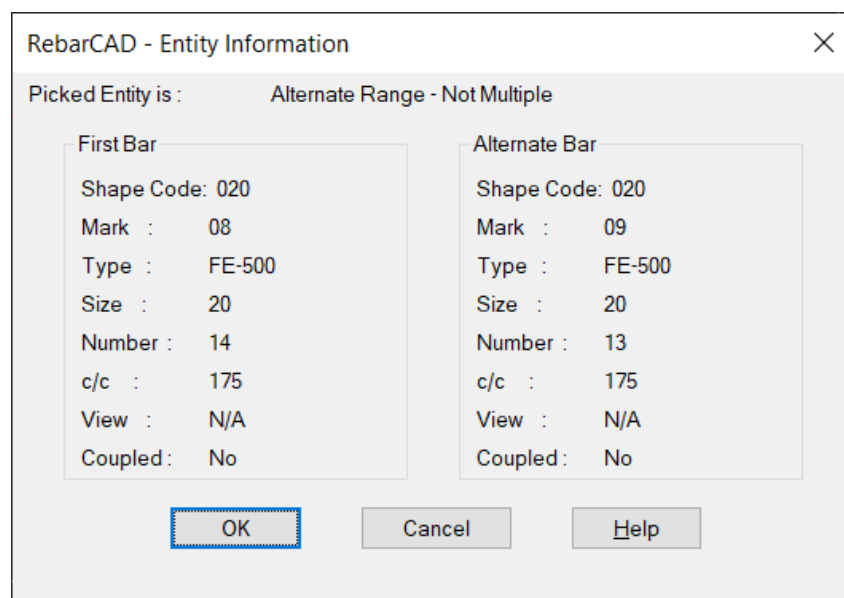 RebarCAD - Entity Information
Picked Entity is : Alternate Range - Not Multiple
First Bar
Shape Code: 020
Mark : 08
Type : FE-500
Size : 20
Number : 14
c/c : 175
View : N/A
Coupled : No
Alternate Bar
Shape Code: 020
Mark : 09
Type : FE-500
Size : 20
Number : 13
c/c : 175
View : N/A
Coupled : No
OK Cancel Help